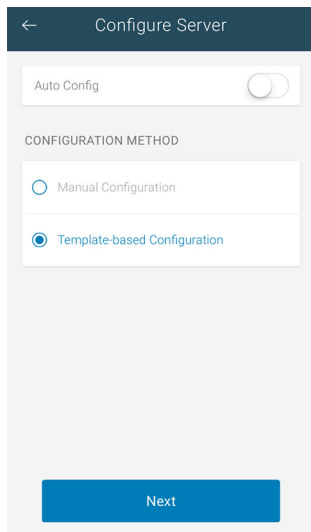 Configure Server
Auto Config
CONFIGURATION METHOD
Manual Configuration
Template-based Configuration
Next